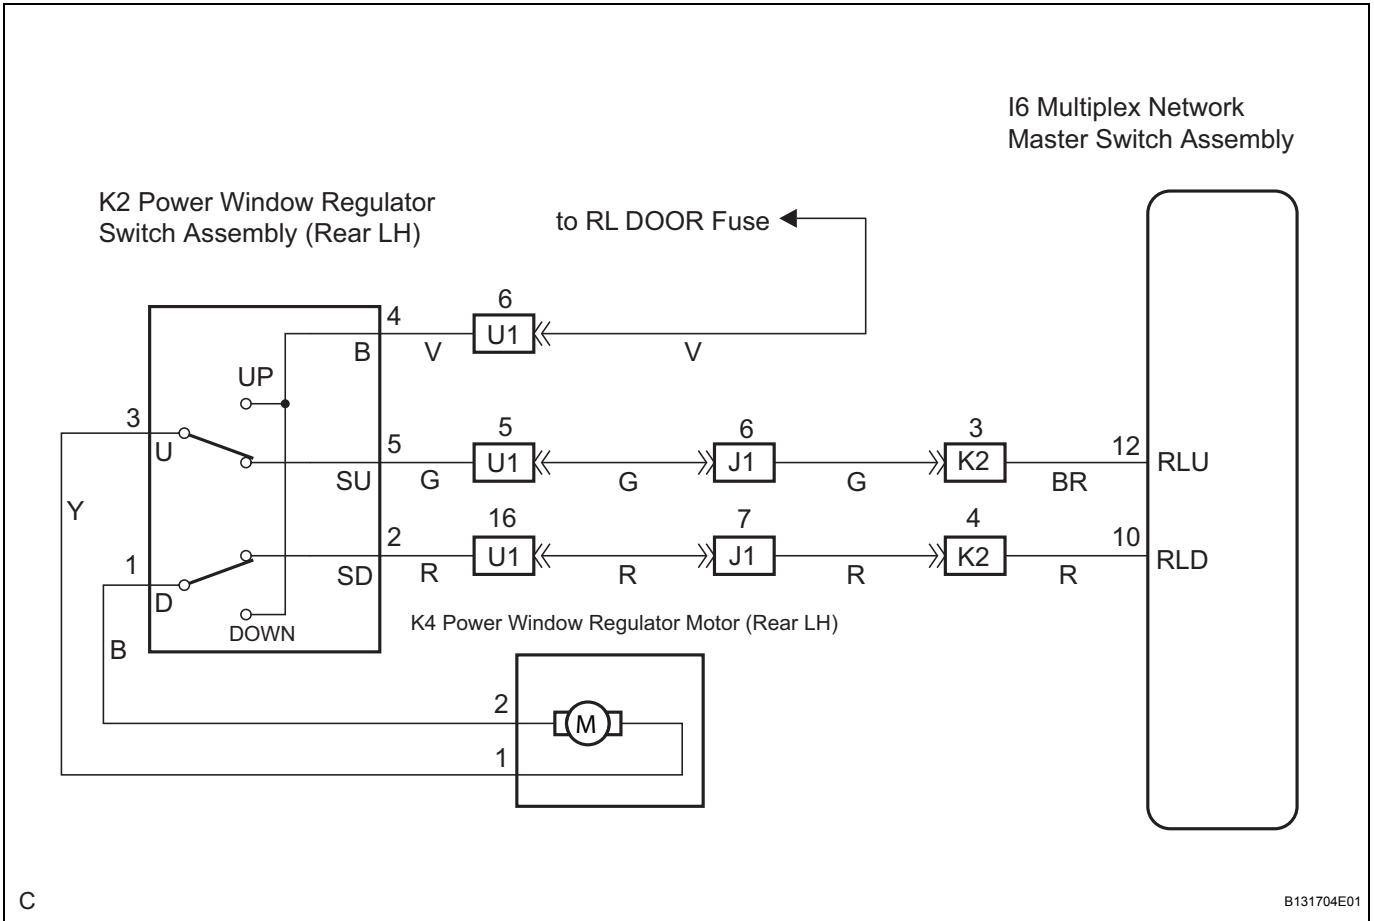 I6 Multiplex Network
Master Switch Assembly
K2 Power Window Regulator
Switch Assembly (Rear LH)
to RL DOOR Fuse
6
4
U1
B
V
V
UP
3
5
5
6
3
12
U
U1
J1
K2
RLU
SU
G
G
G
BR
Y
16
7
4
2
10
1
U1
J1
K2
RLD
SD
R
R
R
R
D
DOWN
K4 Power Window Regulator Motor (Rear LH)
B
2
M
1
C
B131704E01